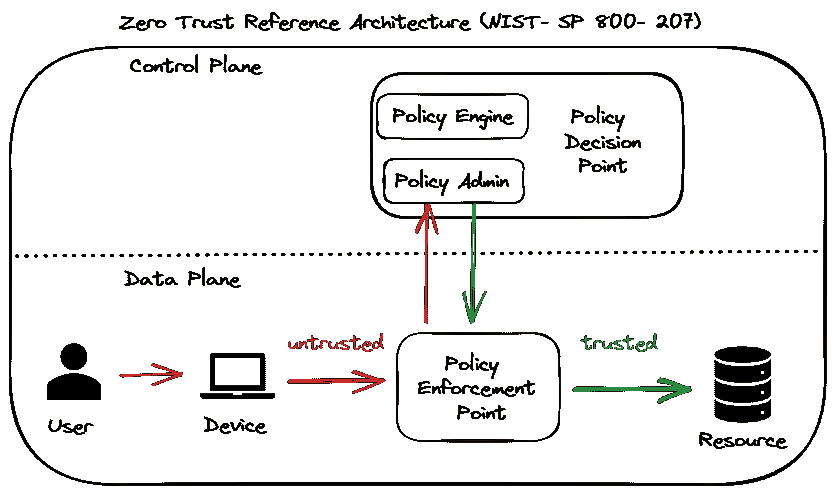 Zero Trust Reference Architecture (NIST- SP 800- 207)
Control Plane
Policy Engine
Policy
Decision
Point
Policy Admin
Data Plane
untrusted
trusted
Policy
Enforcement
Point
User
Device
Resource